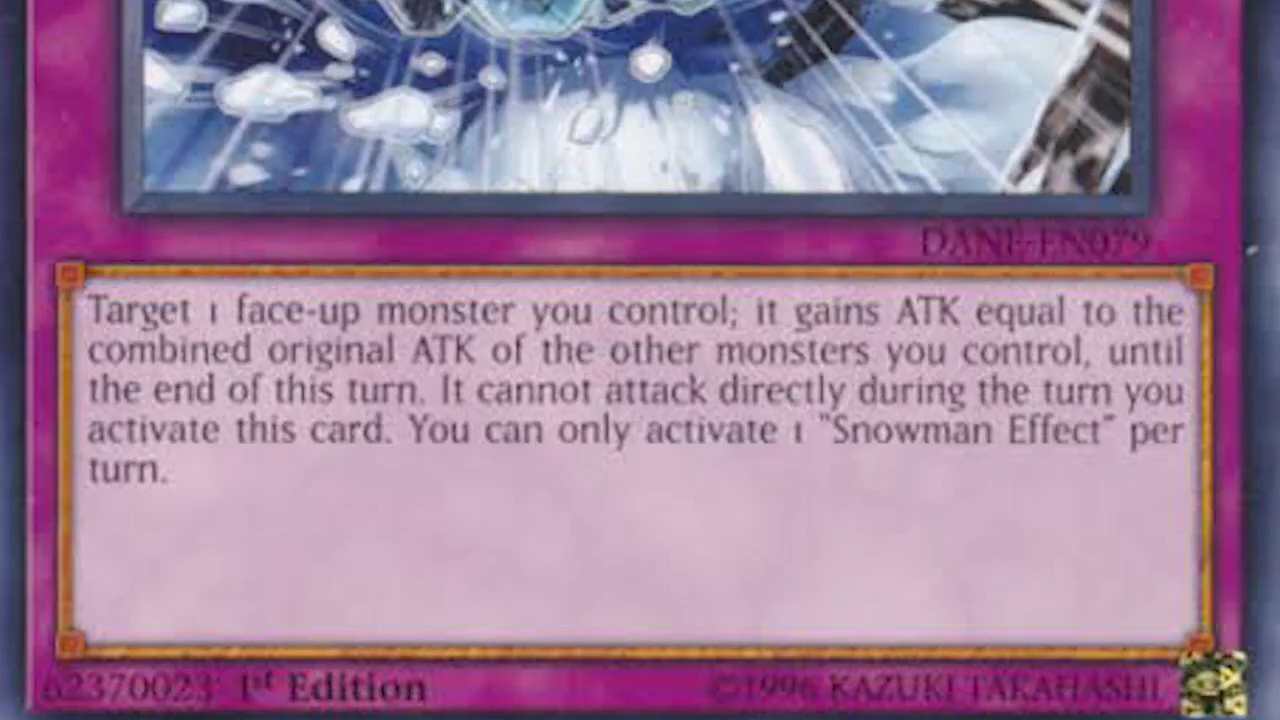 DANE-EN079
Target 1 face-up monster you control; it gains ATK equal to the
combined original ATK of the other monsters you control, until
the end of this turn. It cannot attack directly during the turn you
activate this card. You can only activate 1 "Snowman Effect" per
turn.
62370023 1st Edition ©1996 KAZUKI TAKAHASHI